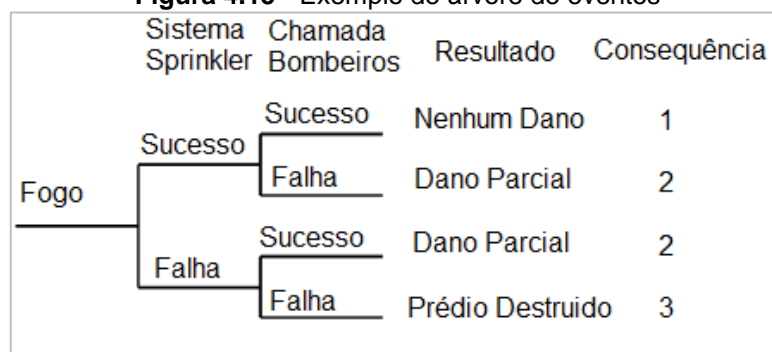 Figura 4.10 - Exemplo de árvore de eventos
Sistema Sprinkler Chamada Bombeiros Resultado Consequência
Sucesso Nenhum Dano 1
Sucesso
Falha Dano Parcial 2
Fogo
Sucesso Dano Parcial 2
Falha
Falha Prédio Destruido 3